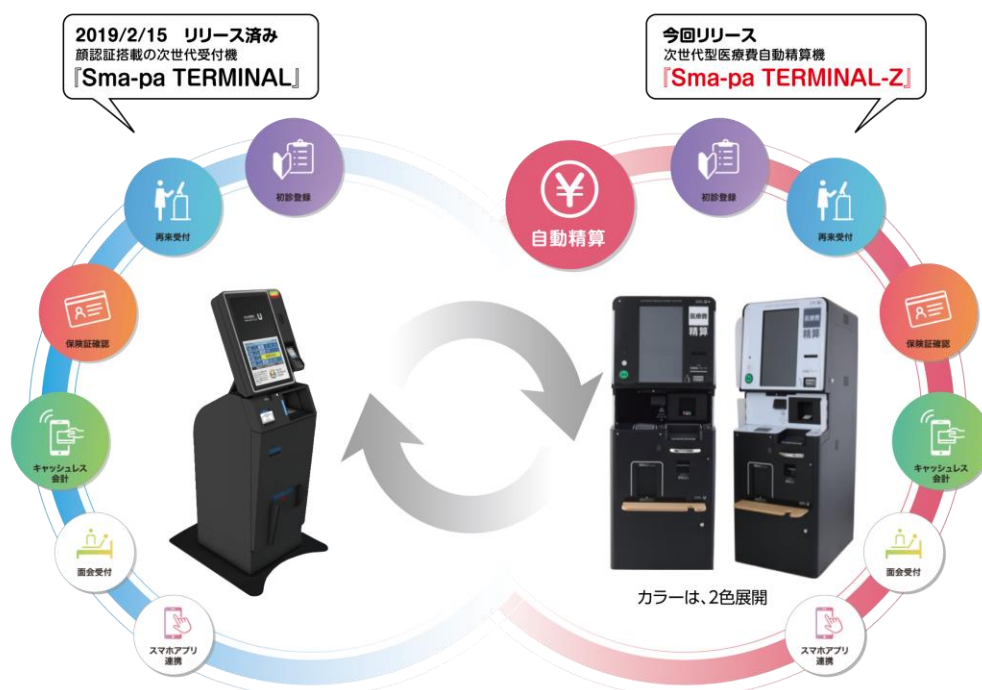 2019/2/15 リリース済み
顔認証搭載の次世代受付機
『Sma-pa TERMINAL』
今回リリース
次世代型医療費自動精算機
『Sma-pa TERMINAL-Z』
初診登録
再来受付
保険証確認
キャッシュレス
会計
面会受付
スマホアプリ
連携
自動精算
初診登録
再来受付
保険証確認
キャッシュレス
会計
面会受付
スマホアプリ
連携
医療費
精算
医療費
精算
カラーは、2色展開